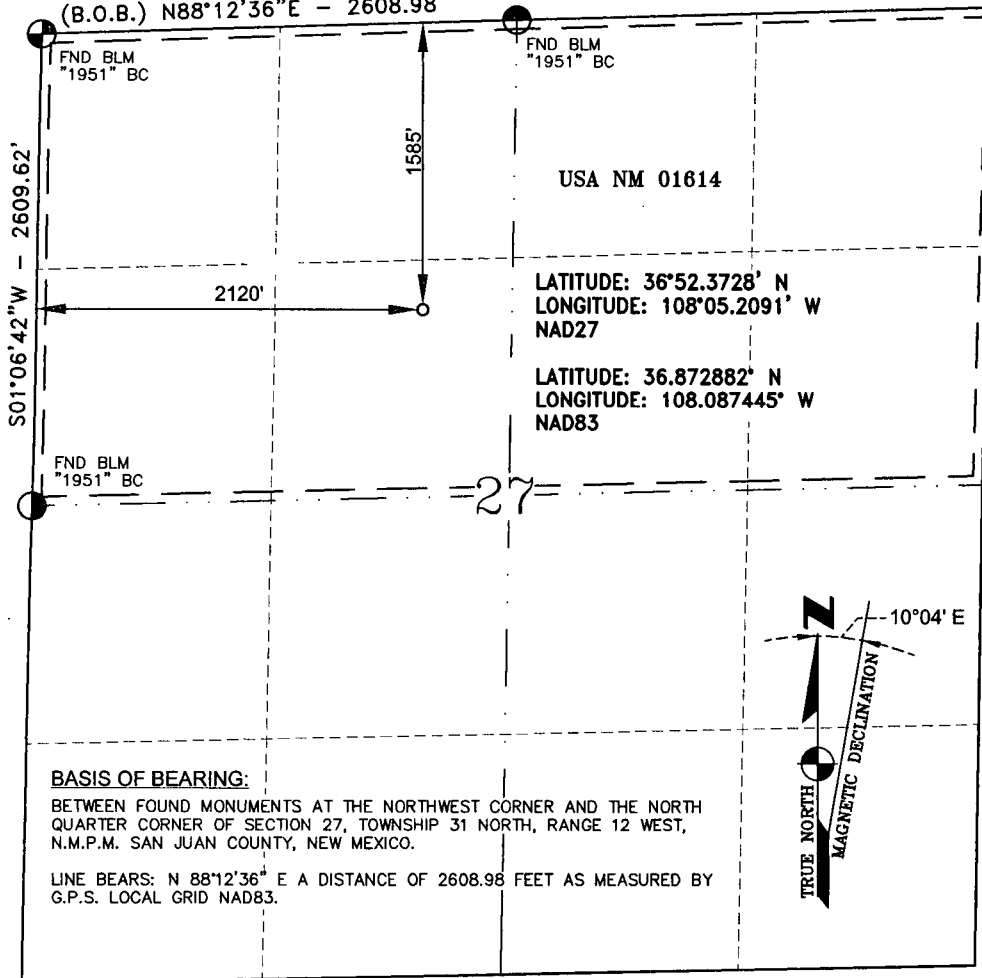 (B.O.B.) N88°12'36"E - 2608.98'
FND BLM
"1951" BC
FND BLM
"1951" BC
1585'
S01°06'42"W - 2609.62'
USA NM 01614
2120'
LATITUDE: 36°52.3728' N
LONGITUDE: 108°05.2091' W
NAD27
LATITUDE: 36.872882° N
LONGITUDE: 108.087445° W
NAD83
FND BLM
"1951" BC
27
N
10°04' E
TRUE NORTH
MAGNETIC DECLINATION
BASIS OF BEARING:
BETWEEN FOUND MONUMENTS AT THE NORTHWEST CORNER AND THE NORTH
QUARTER CORNER OF SECTION 27, TOWNSHIP 31 NORTH, RANGE 12 WEST,
N.M.P.M. SAN JUAN COUNTY, NEW MEXICO.
LINE BEARS: N 88°12'36" E A DISTANCE OF 2608.98 FEET AS MEASURED BY
G.P.S. LOCAL GRID NAD83.